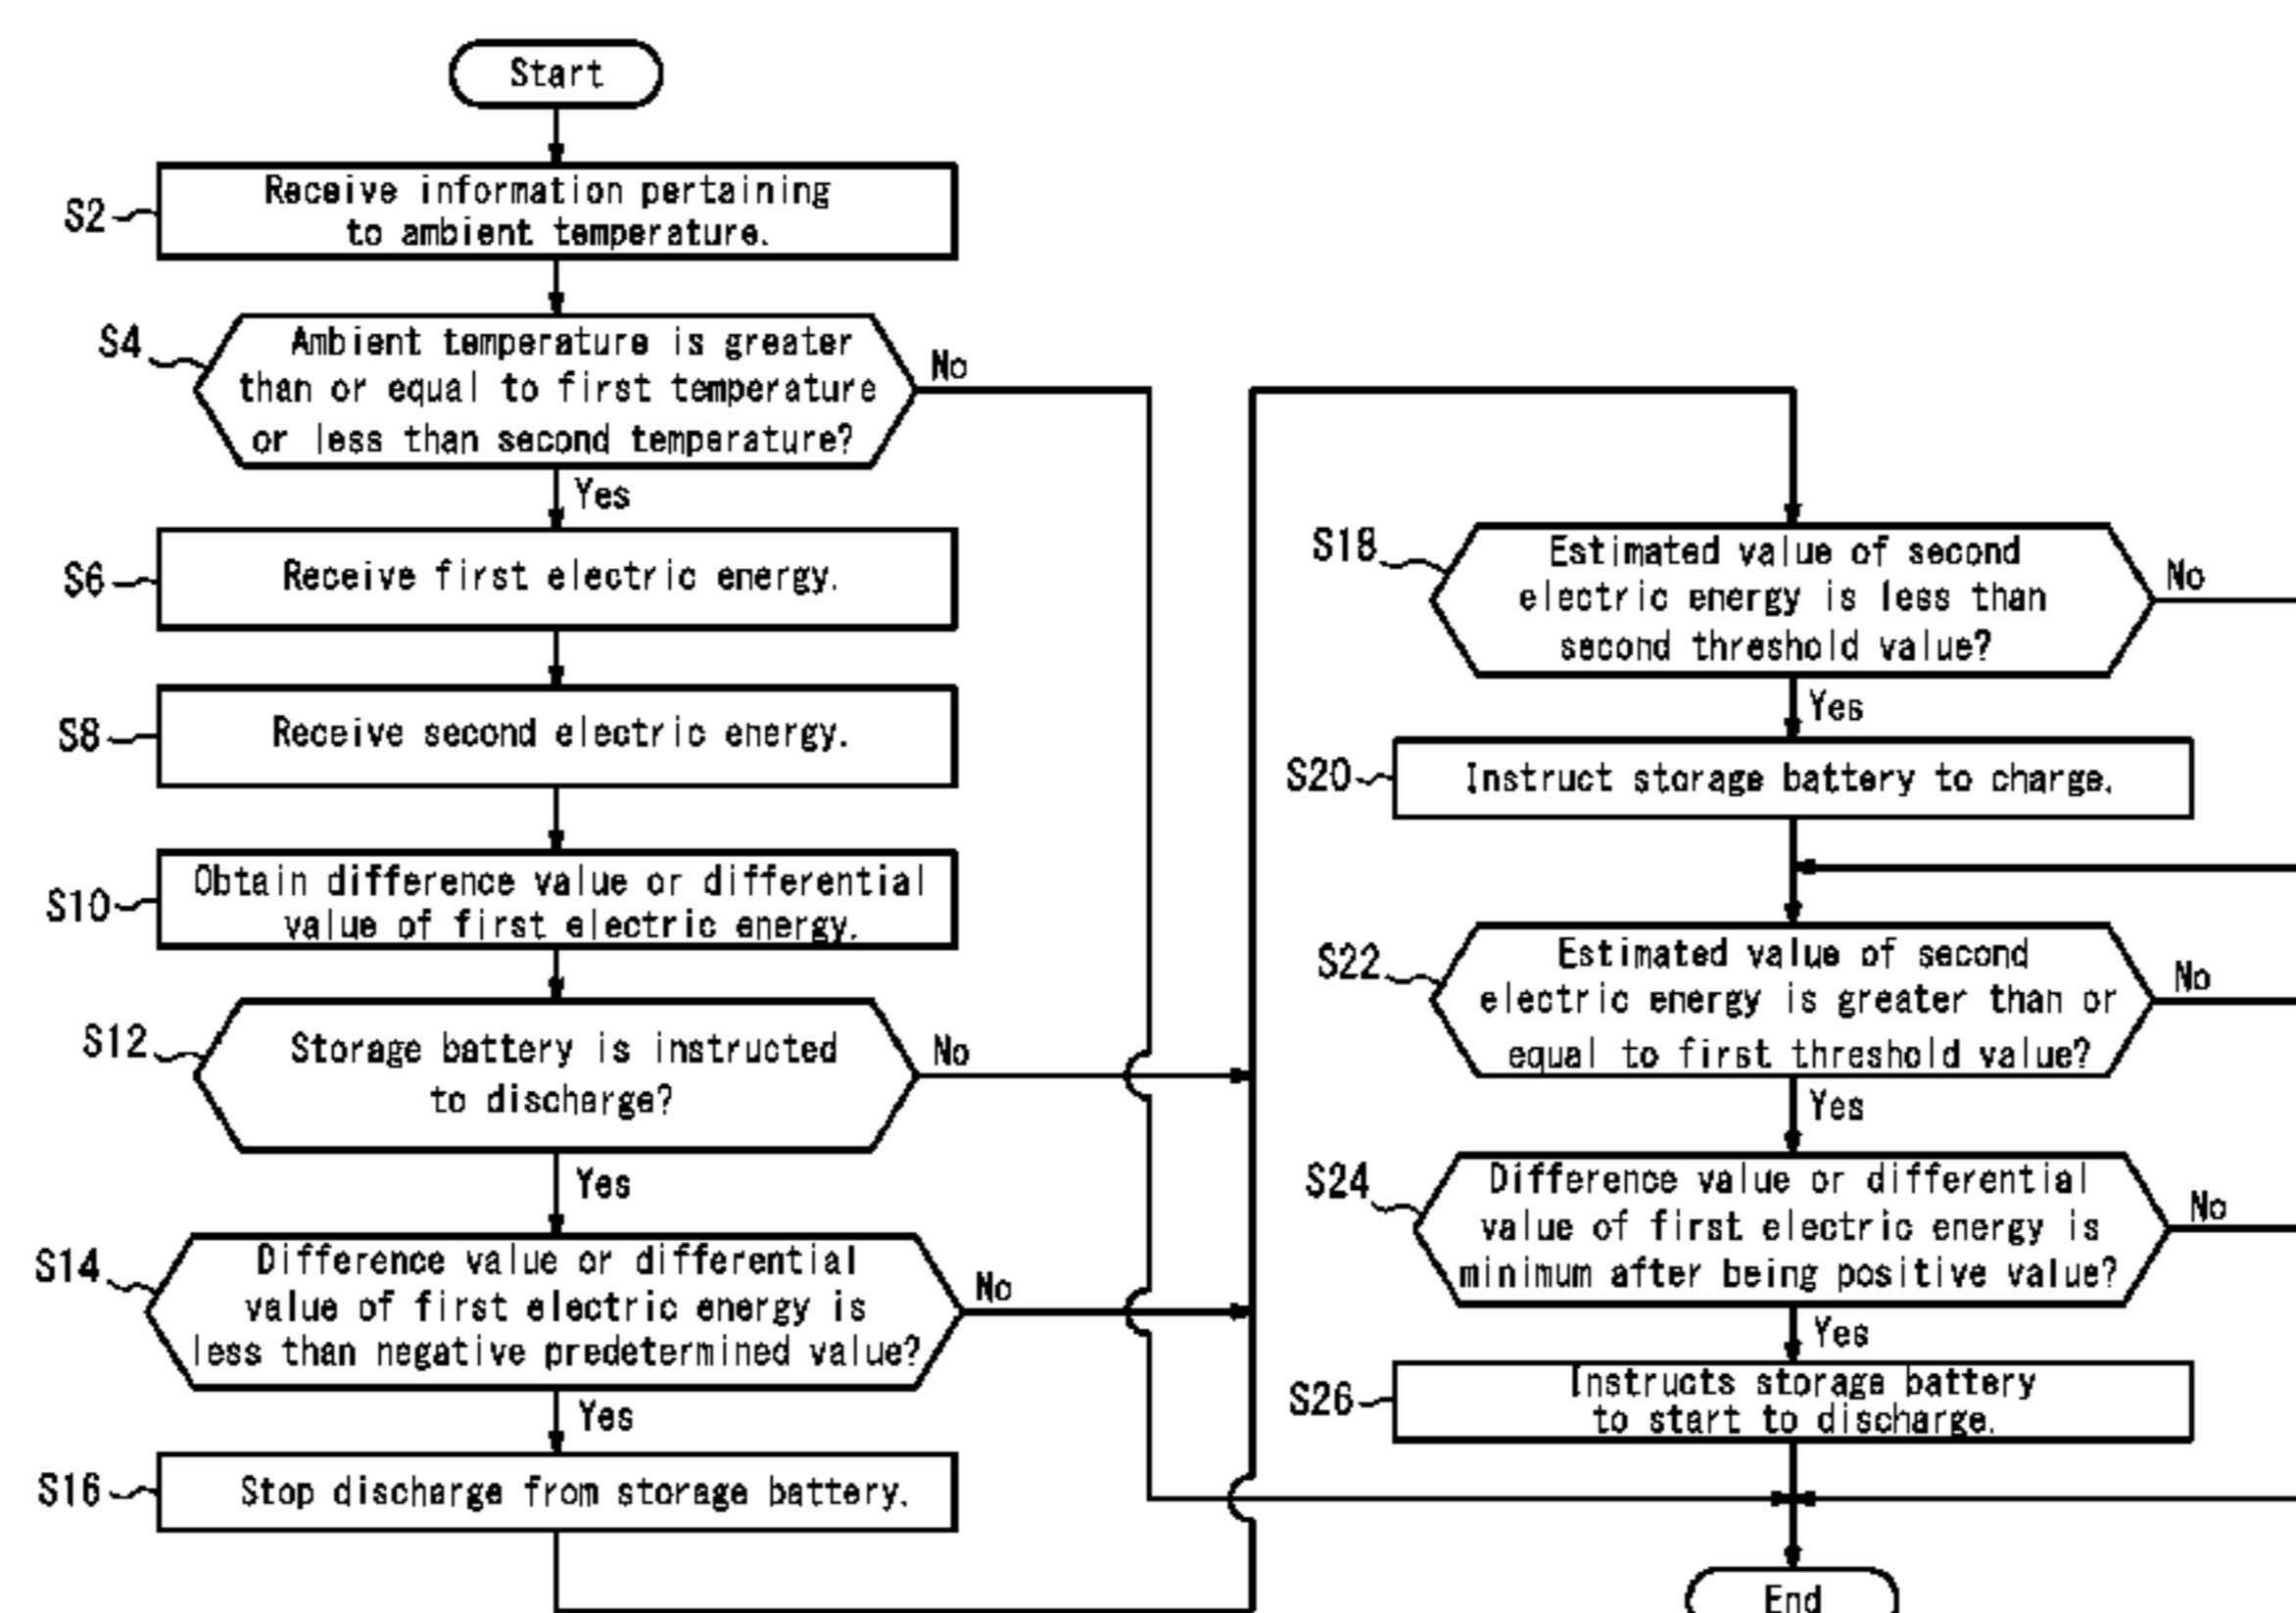 Start
S2
Receive information pertaining
to ambient temperature.
S4
Ambient temperature is greater
than or equal to first temperature
or less than second temperature?
No
Yes
S6
Receive first electric energy.
S8
Receive second electric energy.
S10
Obtain difference value or differential
value of first electric energy.
S12
Storage battery is instructed
to discharge?
No
Yes
S14
Difference value or differential
value of first electric energy is
less than negative predetermined value?
No
Yes
S16
Stop discharge from storage battery.
S18
Estimated value of second
electric energy is less than
second threshold value?
No
Yes
S20
Instruct storage battery to charge.
S22
Estimated value of second
electric energy is greater than or
equal to first threshold value?
No
Yes
S24
Difference value or differential
value of first electric energy is
minimum after being positive value?
No
Yes
S26
Instructs storage battery
to start to discharge.
End